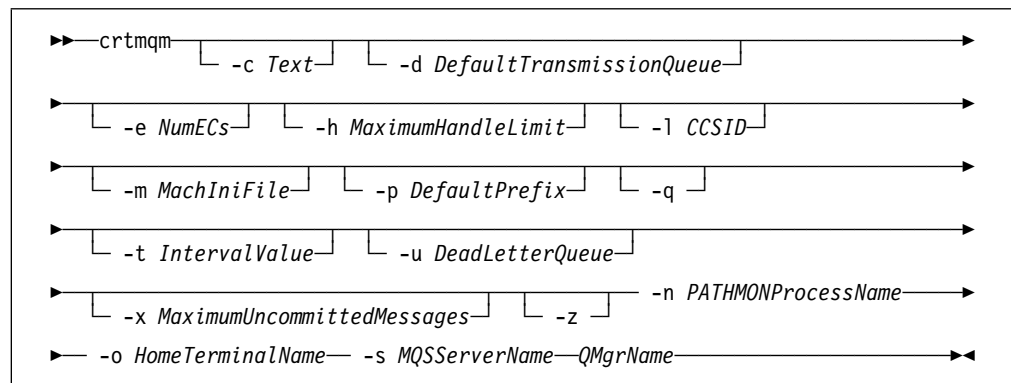 crtmqm
-c Text -d DefaultTransmissionQueue
-e NumECs -h MaximumHandleLimit -l CCSID
-m MachIniFile -p DefaultPrefix -q
-t IntervalValue -u DeadLetterQueue
-n PATHMONProcessName
-x MaximumUncommittedMessages -z
-o HomeTerminalName -s MQSServerName QMgrName